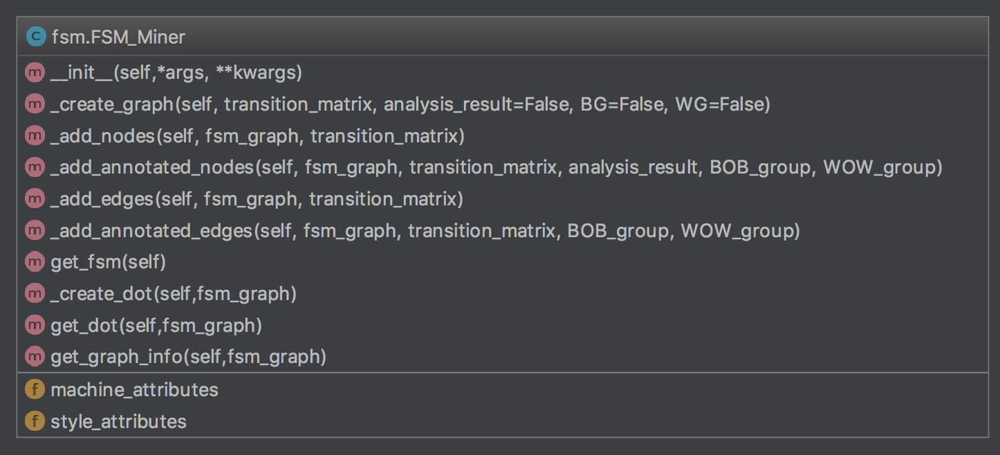 C fsm.FSM_Miner
m __init__(self,*args, **kwargs)
m _create_graph(self, transition_matrix, analysis_result=False, BG=False, WG=False)
m _add_nodes(self, fsm_graph, transition_matrix)
m _add_annotated_nodes(self, fsm_graph, transition_matrix, analysis_result, BOB_group, WOW_group)
m _add_edges(self, fsm_graph, transition_matrix)
m _add_annotated_edges(self, fsm_graph, transition_matrix, BOB_group, WOW_group)
m get_fsm(self)
m _create_dot(self,fsm_graph)
m get_dot(self,fsm_graph)
m get_graph_info(self,fsm_graph)
f machine_attributes
f style_attributes